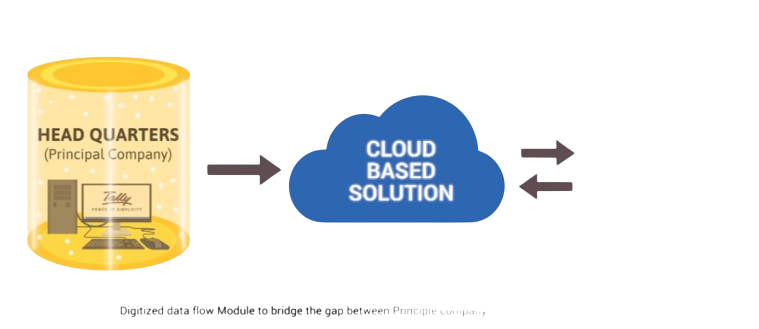 HEAD QUARTERS
(Principal Company)
Tally
POWER OF SIMPLICITY
CLOUD
BASED
SOLUTION
Digitized data flow Module to bridge the gap between Principle company